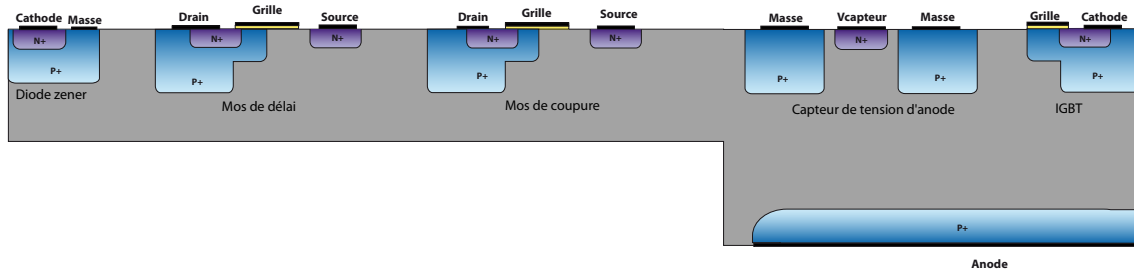 Cathode Masse Drain Grille Source Drain Grille Source Masse Vcapteur Masse Grille Cathode
N+ N+ N+ N+ N+ N+ N+
P+ P+ P+ P+ P+ P+
Diode zener Mos de délai Mos de coupure Capteur de tension d'anode IGBT
P+
Anode